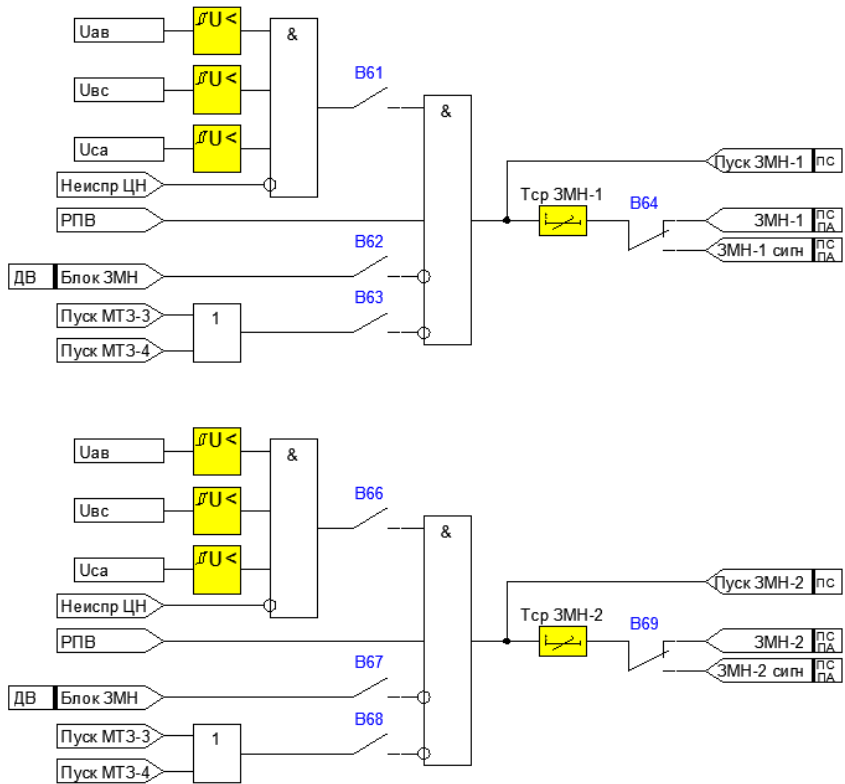 Uав
U<
&
Uвс
U<
B61
&
Uса
U<
Пуск ЗМН-1 ПС
Неиспр ЦН
Тср ЗМН-1
B64
РПВ
ЗМН-1 ПС ПА
B62
ЗМН-1 сигн ПС ПА
ДВ Блок ЗМН
B63
Пуск МТЗ-3
1
Пуск МТЗ-4
Uав
U<
&
Uвс
U<
B66
&
Uса
U<
Пуск ЗМН-2 ПС
Неиспр ЦН
Тср ЗМН-2
B69
РПВ
ЗМН-2 ПС ПА
B67
ЗМН-2 сигн ПС ПА
ДВ Блок ЗМН
B68
Пуск МТЗ-3
1
Пуск МТЗ-4